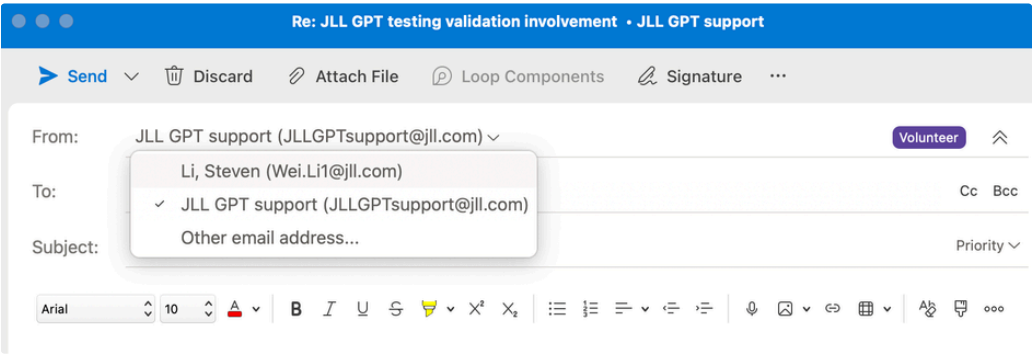 Re: JLL GPT testing validation involvement • JLL GPT support
Send Discard Attach File Loop Components Signature ...
From: JLL GPT support (JLLGPTsupport@jll.com) Volunteer
Li, Steven (Wei.Li1@jll.com)
To: Cc Bcc
✓ JLL GPT support (JLLGPTsupport@jll.com)
Other email address...
Subject: Priority
Arial 10 A B I U S X² X₂ Ab